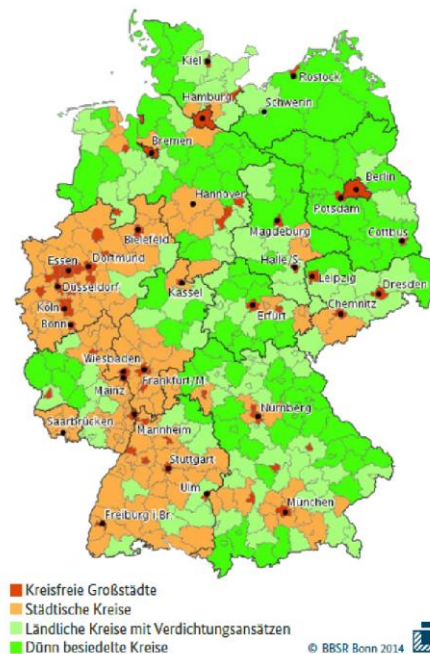 Kiel
Rostock
Hamburg
Schwerin
Bremen
Berlin
Hannover
Potsdam
Bielefeld
Magdeburg
Cottbus
Essen
Dortmund
Halle/S.
Düsseldorf
Leipzig
Kassel
Dresden
Köln
Erfurt
Chemnitz
Bonn
Wiesbaden
Frankfurt/M.
Mainz
Nürnberg
Saarbrücken
Mannheim
Stuttgart
Ulm
München
Freiburg i.Br.
Kreisfreie Großstädte
Städtische Kreise
Ländliche Kreise mit Verdichtungsansätzen
Dünn besiedelte Kreise
© BBSR Bonn 2014